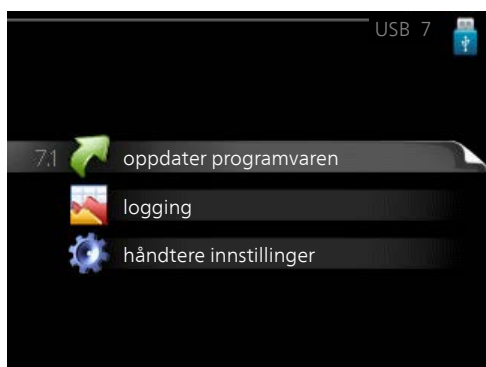 USB 7
7.1 oppdater programvaren
logging
håndtere innstillinger